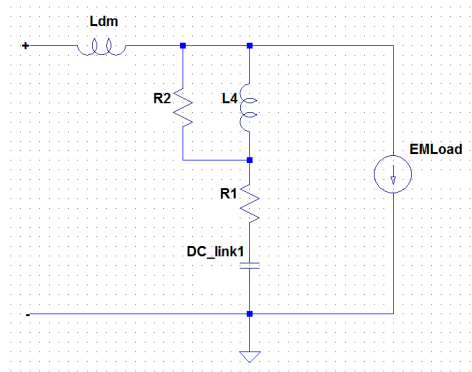 Ldm
+
R2
L4
EMLoad
R1
DC_link1
-